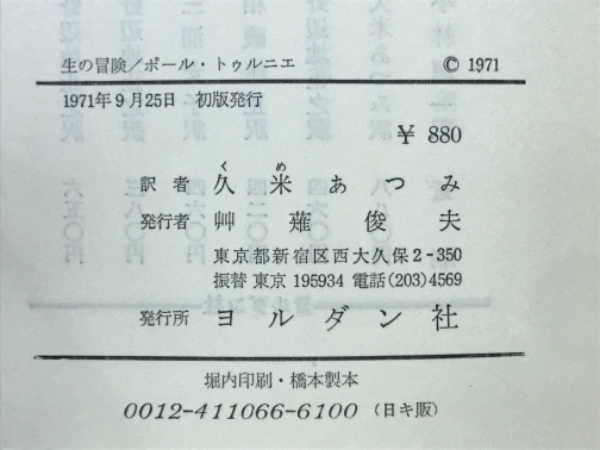 生の冒険/ポール・トゥルニエ © 1971
1971年9月25日 初版発行
¥ 880
くめ
訳者 久米あつみ
発行者 艸薙俊夫
東京都新宿区西大久保2-350
振替 東京 195934 電話(203)4569
発行所 ヨルダン社
堀内印刷・橋本製本
0012-411066-6100 (日キ販)